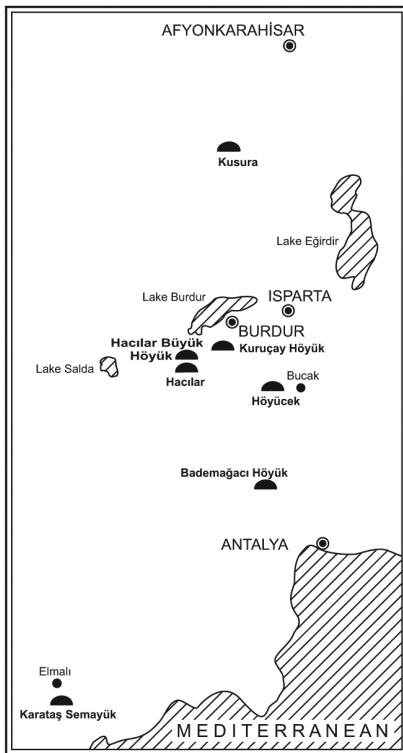 AFYONKARAHİSAR
Kusura
Lake Eğirdir
Lake Burdur
ISPARTA
BURDUR
Hacılar Büyük
Höyük
Kuruçay Höyük
Lake Salda
Hacılar
Bucak
Höyücek
Bademağacı Höyük
ANTALYA
Elmalı
Karataş Semayük
MEDITERRANEAN